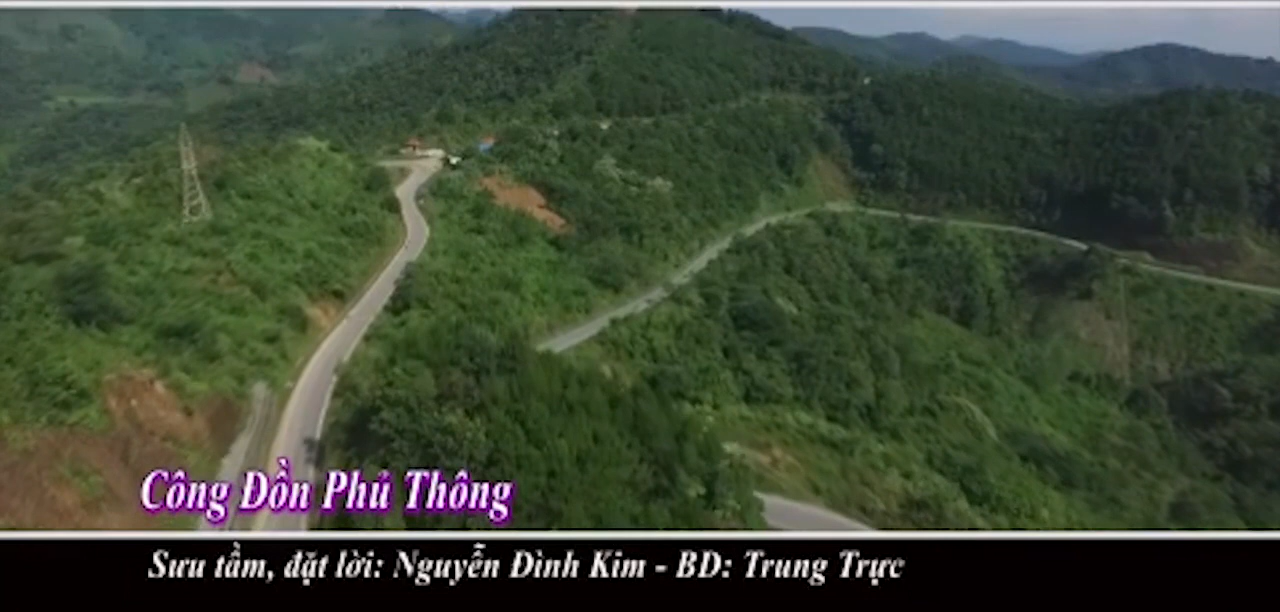 Công Đồn Phủ Thông
Sưu tầm, đặt lời: Nguyễn Đình Kim - BD: Trung Trực